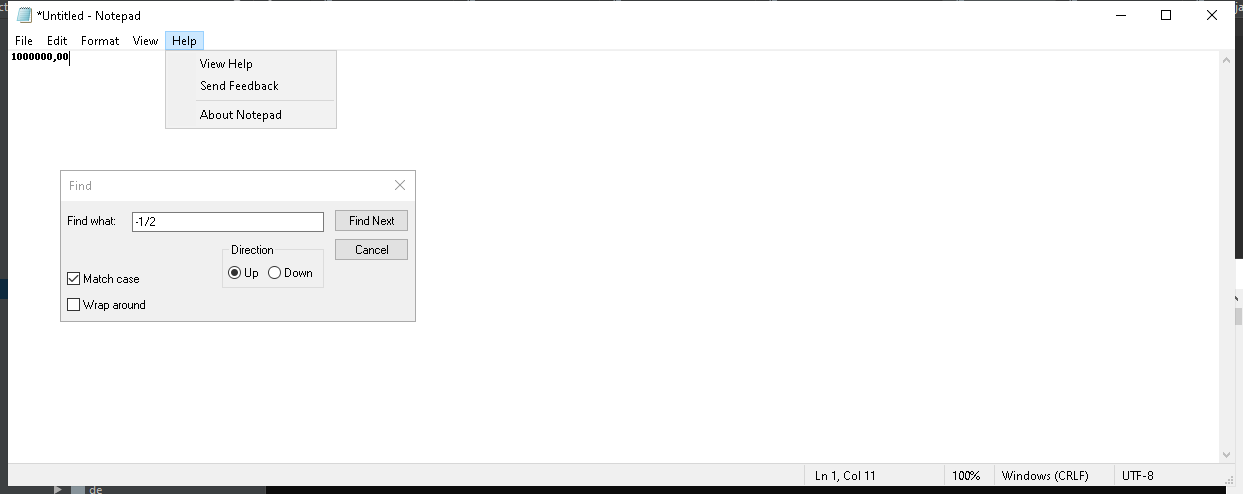 *Untitled - Notepad
File Edit Format View Help
1000000,00
View Help
Send Feedback
About Notepad
Find
Find what: -1/2 Find Next
Direction Cancel
Match case Up Down
Wrap around
Ln 1, Col 11 100% Windows (CRLF) UTF-8
de